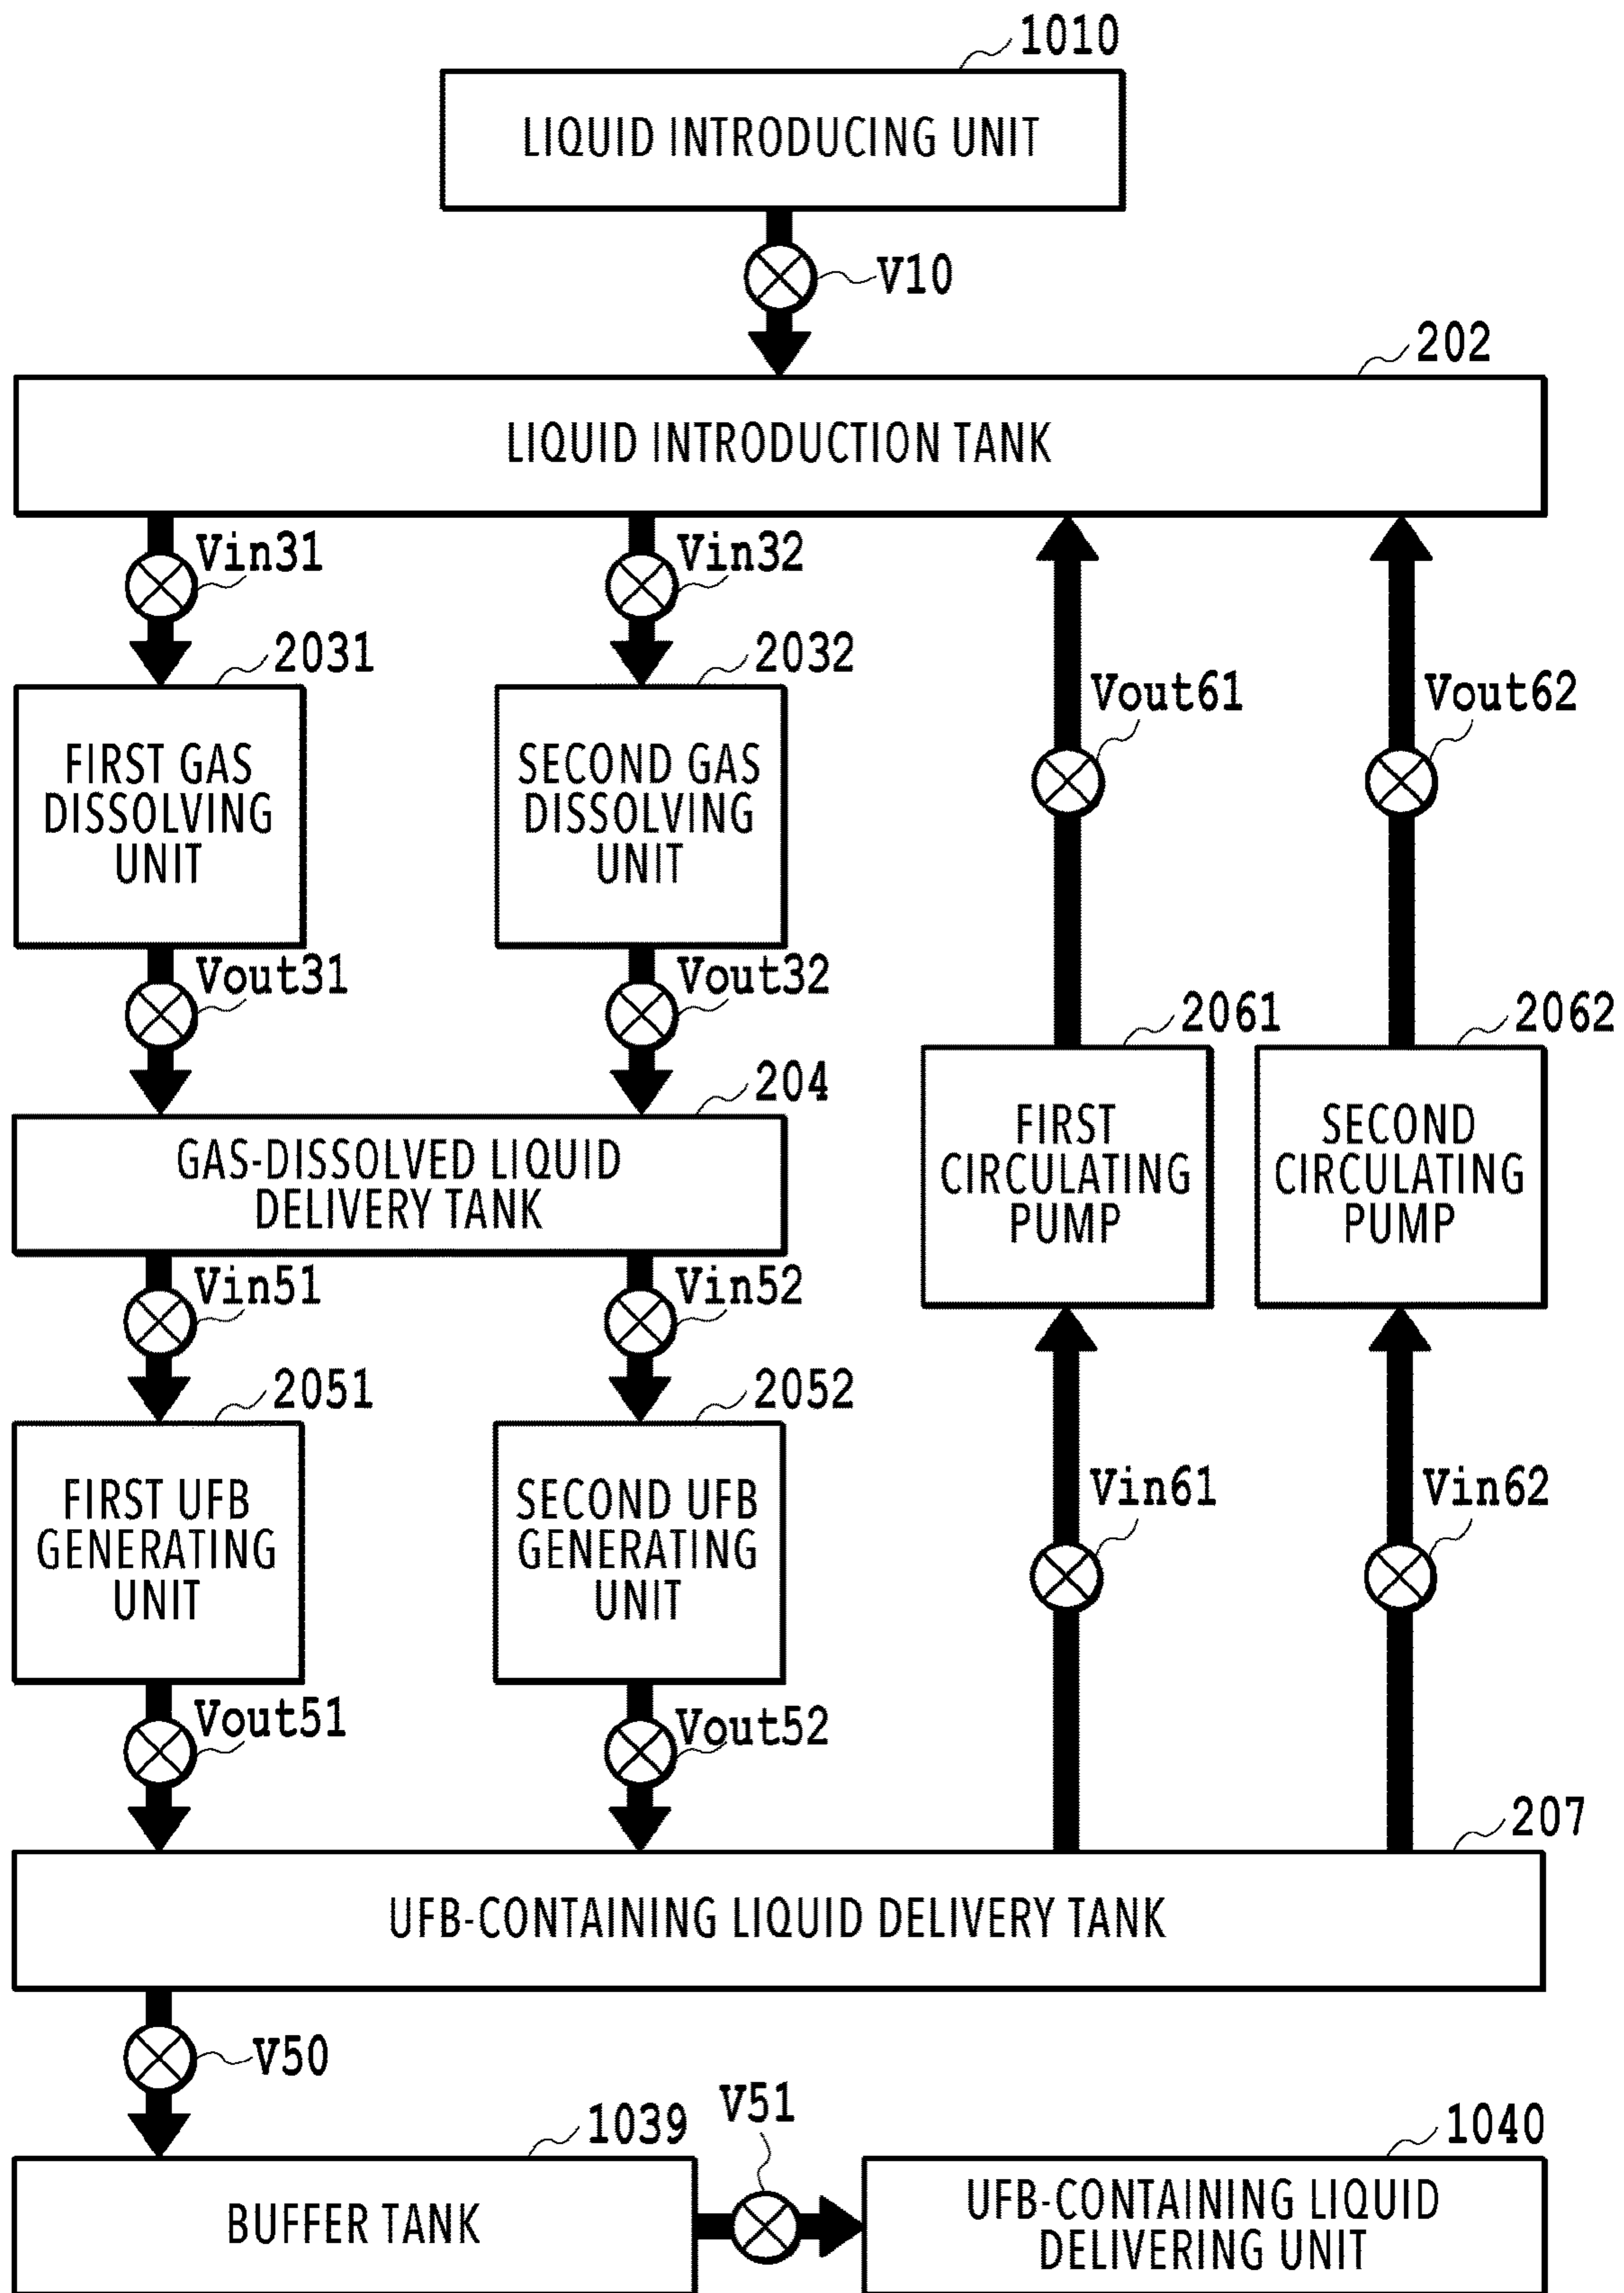 1010
LIQUID INTRODUCING UNIT
V10
202
LIQUID INTRODUCTION TANK
Vin31
Vin32
2031
2032
Vout61
Vout62
FIRST GAS
DISSOLVING
UNIT
SECOND GAS
DISSOLVING
UNIT
Vout31
Vout32
2061
2062
204
GAS-DISSOLVED LIQUID
DELIVERY TANK
FIRST
CIRCULATING
PUMP
SECOND
CIRCULATING
PUMP
Vin51
Vin52
2051
2052
FIRST UFB
GENERATING
UNIT
SECOND UFB
GENERATING
UNIT
Vin61
Vin62
Vout51
Vout52
207
UFB-CONTAINING LIQUID DELIVERY TANK
V50
V51
1039
1040
BUFFER TANK
UFB-CONTAINING LIQUID
DELIVERING UNIT